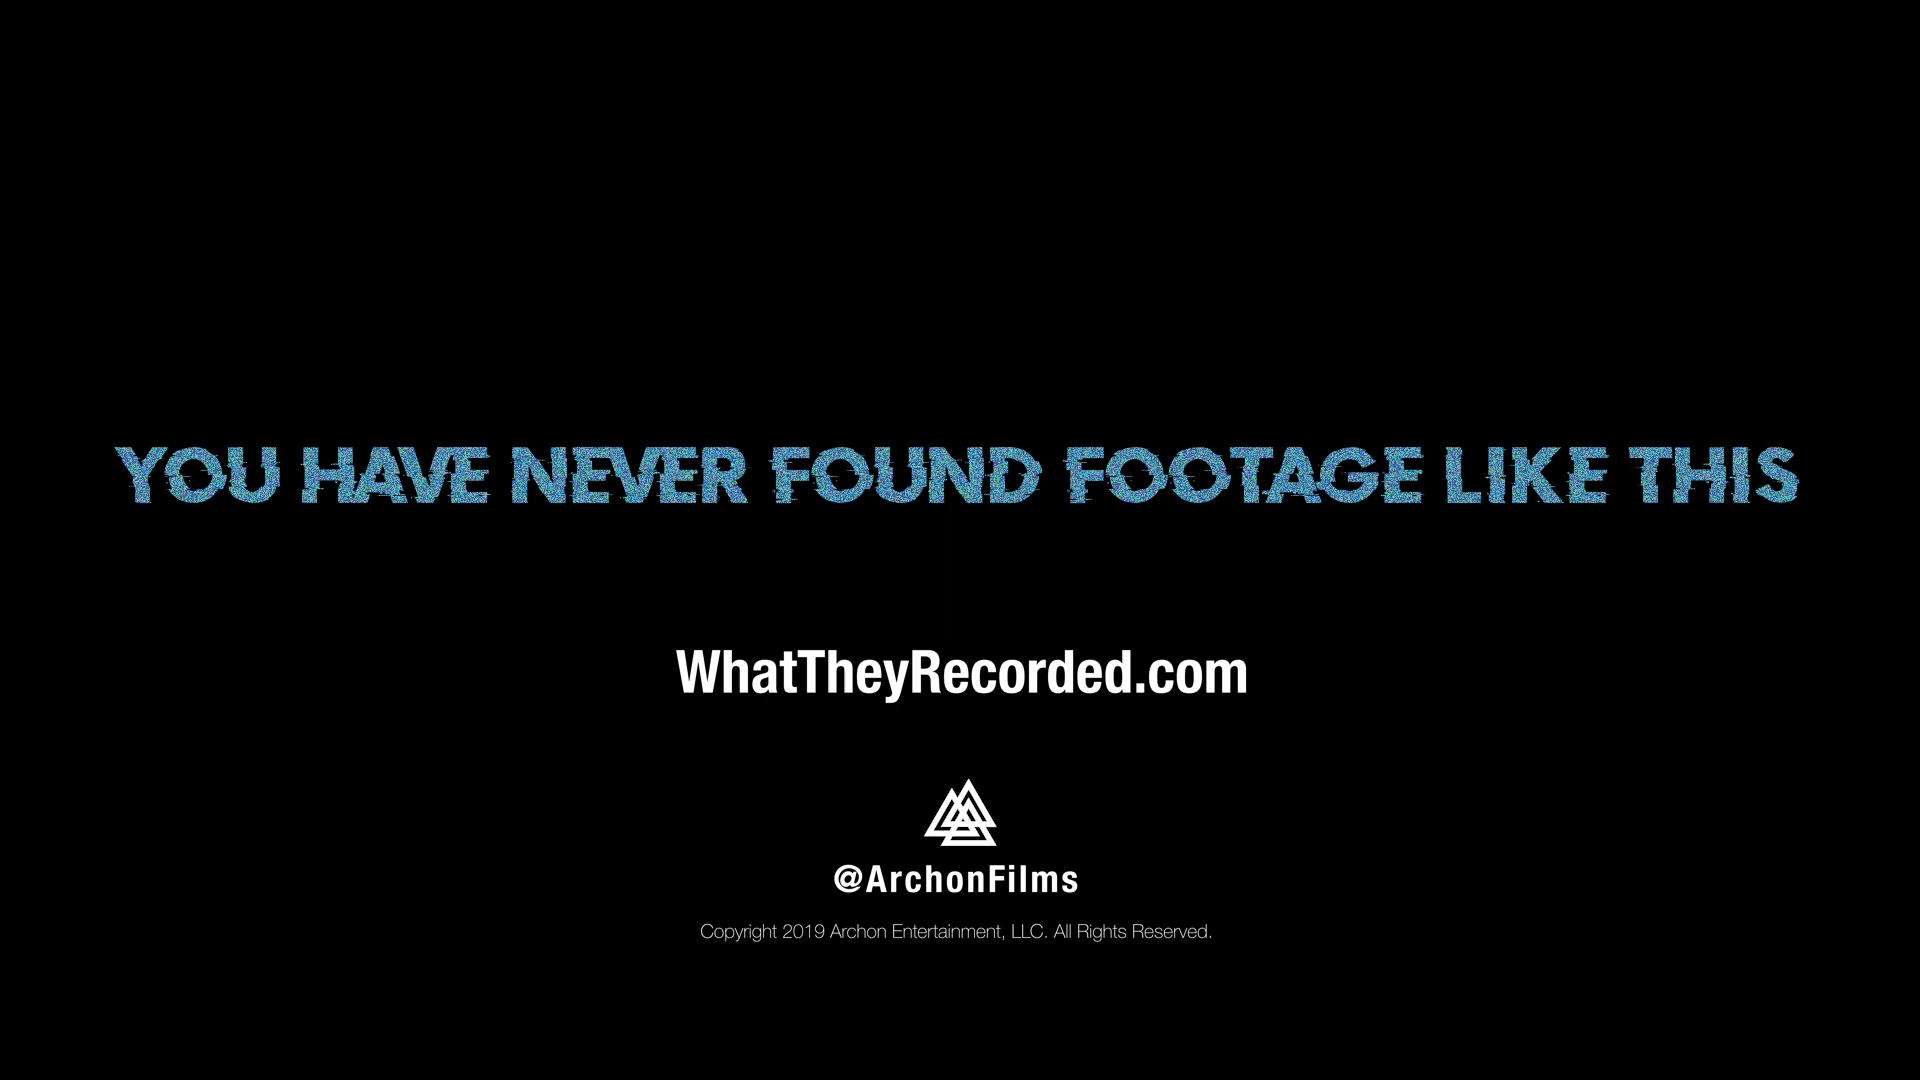 YOU HAVE NEVER FOUND FOOTAGE LIKE THIS
WhatTheyRecorded.com
@ArchonFilms
Copyright 2019 Archon Entertainment, LLC. All Rights Reserved.